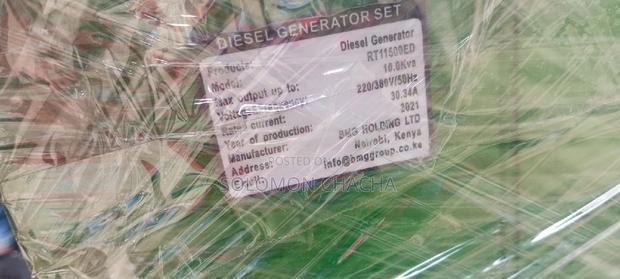 DIESEL GENERATOR SET
Products: Diesel Generator
Model: RT11500ED
Max output up to: 10.0Kva
Voltage/frequency: 220/380V/50Hz
Rated current: 30.34A
Year of production: 2021
Manufacturer: BMG HOLDING LTD
Address: Nairobi, Kenya
info@bmggroup.co.ke
POSTED
SOLOMON CHACHA